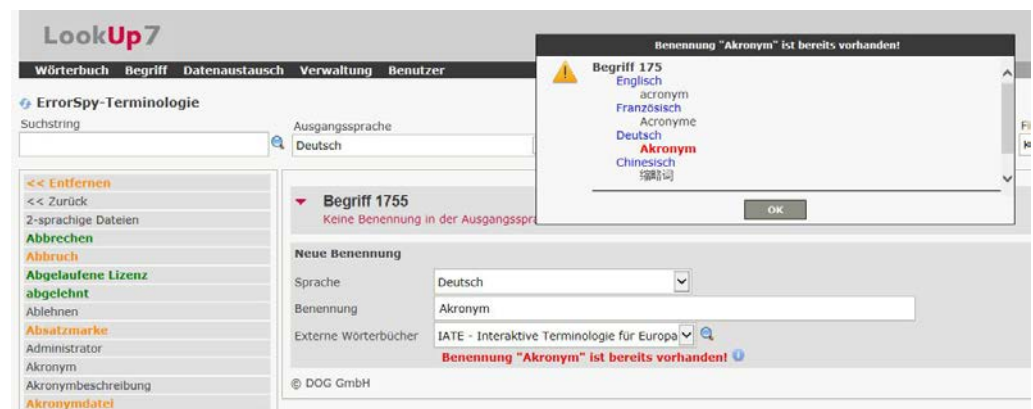 LookUp7
Wörterbuch Begriff Datenaustausch Verwaltung Benutzer
ErrorSpy-Terminologie
Suchstring
Ausgangssprache
Deutsch
<< Entfernen
<< Zurück
2-sprachige Dateien
Abbrechen
Abbruch
Abgelaufene Lizenz
abgelehnt
Ablehnen
Absatzmarke
Administrator
Akronym
Akronymbeschreibung
Akronymdatei
Begriff 1755
Keine Benennung in der Ausgangsspra
Neue Benennung
Sprache
Deutsch
Benennung
Akronym
Externe Wörterbücher
IATE - Interaktive Terminologie für Europa
Benennung "Akronym" ist bereits vorhanden!
© DOG GmbH
Benennung "Akronym" ist bereits vorhanden!
Begriff 175
Englisch
acronym
Französisch
Acronyme
Deutsch
Akronym
Chinesisch
缩略词
OK
Fi